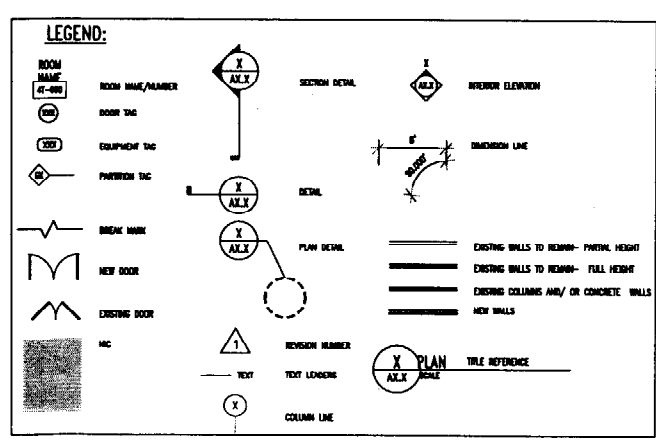 LEGEND:
ROOM
NAME
ROOM NAME/NUMBER
DOOR TAG
XXX
EQUIPMENT TAG
PARTITION TAG
BREAK MARK
NEW DOOR
EXISTING DOOR
NIC
X
AX.X
SECTION DETAIL
X
AX.X
DETAIL
X
AX.X
PLAN DETAIL
1
REVISION NUMBER
TEXT
TEXT LEADERS
X
COLUMN LINE
X
AX.X
INTERIOR ELEVATION
DIMENSION LINE
90.000°
EXISTING WALLS TO REMAIN- PARTIAL HEIGHT
EXISTING WALLS TO REMAIN- FULL HEIGHT
EXISTING COLUMNS AND/ OR CONCRETE WALLS
NEW WALLS
X PLAN TITLE REFERENCE
AX.X SCALE